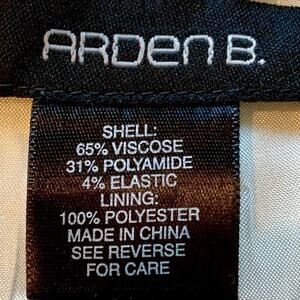 ARDen B.
SHELL:
65% VISCOSE
31% POLYAMIDE
4% ELASTIC
LINING:
100% POLYESTER
MADE IN CHINA
SEE REVERSE
FOR CARE